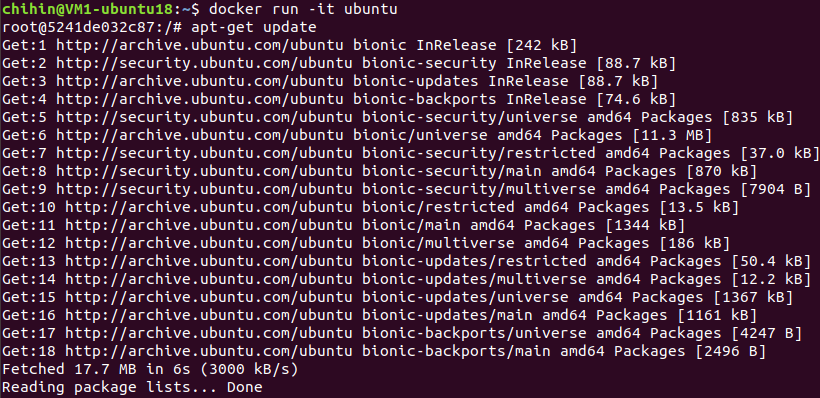 chihin@VM1-ubuntu18:~$ docker run -it ubuntu
root@5241de032c87:/# apt-get update
Get:1 http://archive.ubuntu.com/ubuntu bionic InRelease [242 kB]
Get:2 http://security.ubuntu.com/ubuntu bionic-security InRelease [88.7 kB]
Get:3 http://archive.ubuntu.com/ubuntu bionic-updates InRelease [88.7 kB]
Get:4 http://archive.ubuntu.com/ubuntu bionic-backports InRelease [74.6 kB]
Get:5 http://security.ubuntu.com/ubuntu bionic-security/universe amd64 Packages [835 kB]
Get:6 http://archive.ubuntu.com/ubuntu bionic/universe amd64 Packages [11.3 MB]
Get:7 http://security.ubuntu.com/ubuntu bionic-security/restricted amd64 Packages [37.0 kB]
Get:8 http://security.ubuntu.com/ubuntu bionic-security/main amd64 Packages [870 kB]
Get:9 http://security.ubuntu.com/ubuntu bionic-security/multiverse amd64 Packages [7904 B]
Get:10 http://archive.ubuntu.com/ubuntu bionic/restricted amd64 Packages [13.5 kB]
Get:11 http://archive.ubuntu.com/ubuntu bionic/main amd64 Packages [1344 kB]
Get:12 http://archive.ubuntu.com/ubuntu bionic/multiverse amd64 Packages [186 kB]
Get:13 http://archive.ubuntu.com/ubuntu bionic-updates/restricted amd64 Packages [50.4 kB]
Get:14 http://archive.ubuntu.com/ubuntu bionic-updates/multiverse amd64 Packages [12.2 kB]
Get:15 http://archive.ubuntu.com/ubuntu bionic-updates/universe amd64 Packages [1367 kB]
Get:16 http://archive.ubuntu.com/ubuntu bionic-updates/main amd64 Packages [1161 kB]
Get:17 http://archive.ubuntu.com/ubuntu bionic-backports/universe amd64 Packages [4247 B]
Get:18 http://archive.ubuntu.com/ubuntu bionic-backports/main amd64 Packages [2496 B]
Fetched 17.7 MB in 6s (3000 kB/s)
Reading package lists... Done